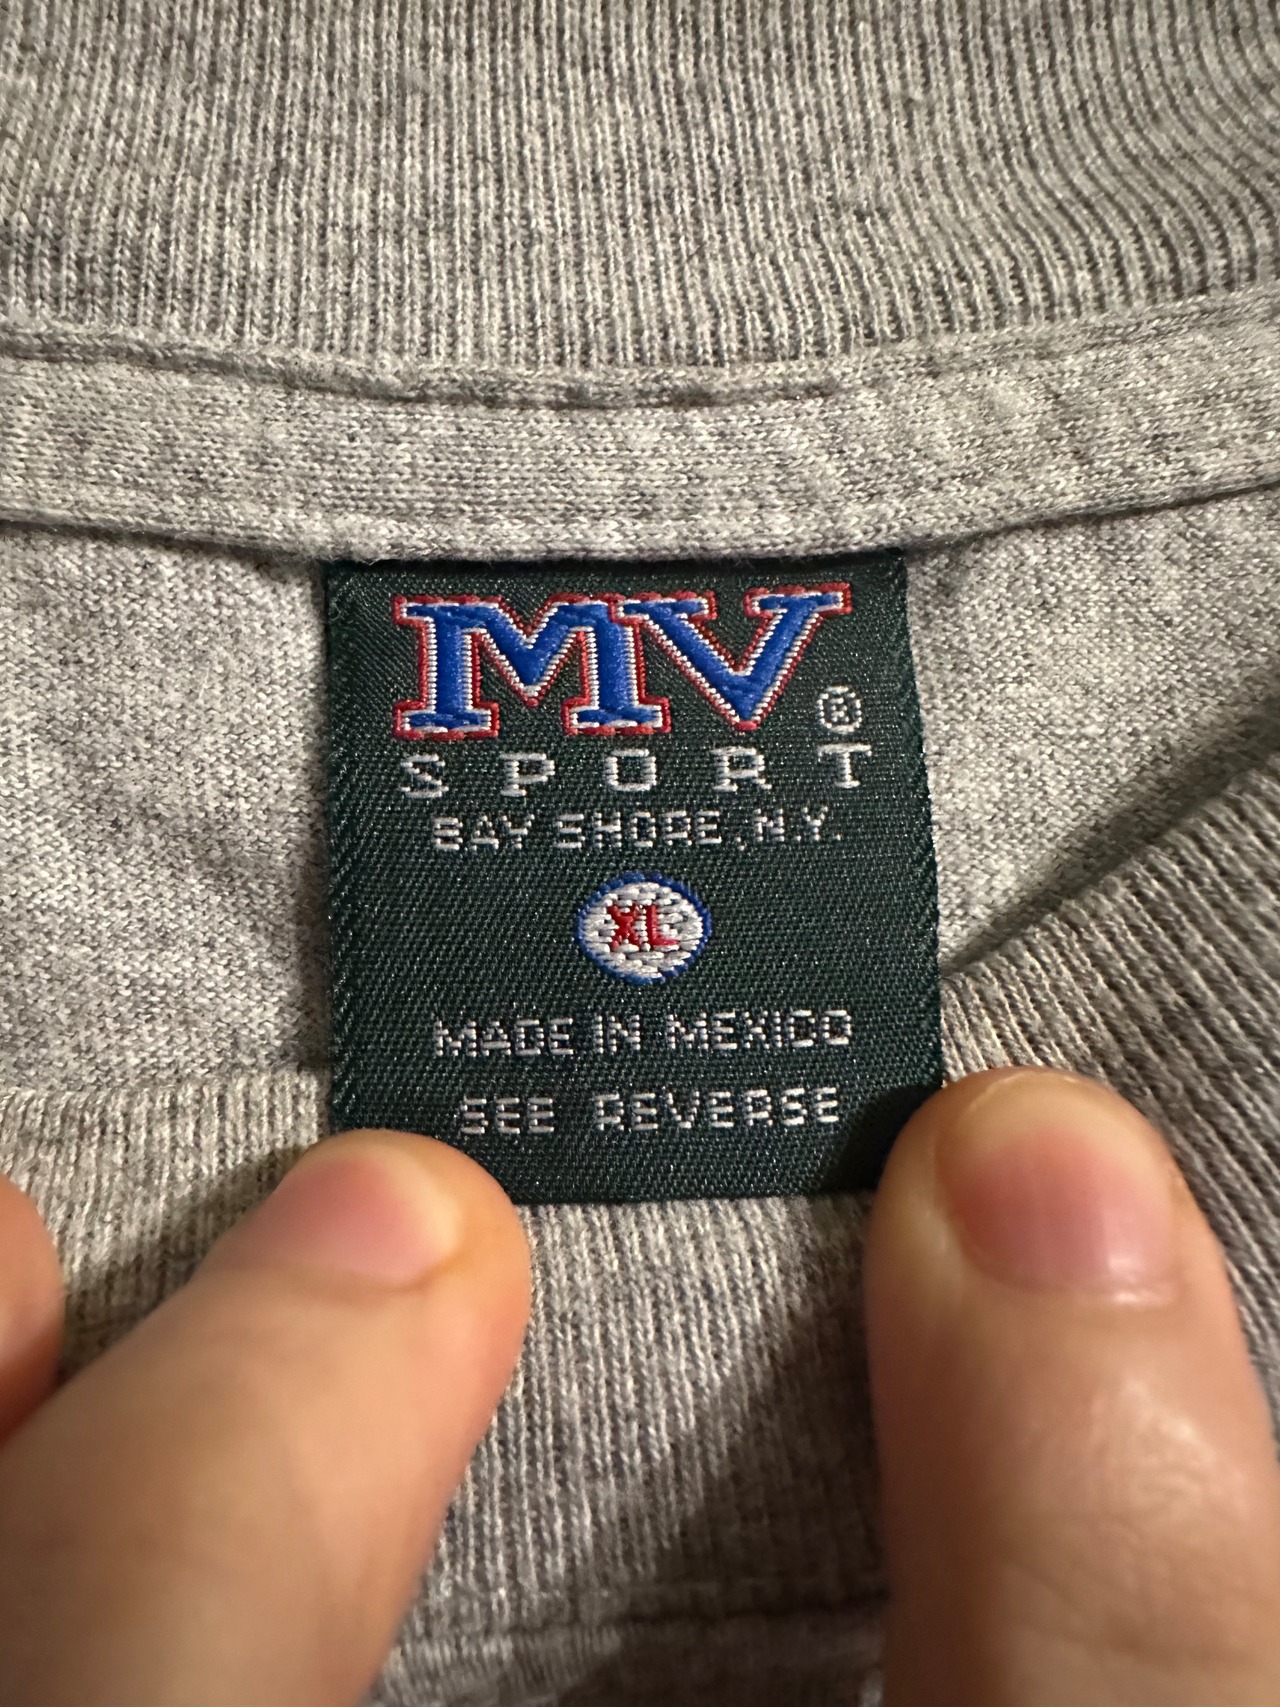 MV®
SPORT
BAY SHORE, N.Y.
XL
MADE IN MEXICO
SEE REVERSE